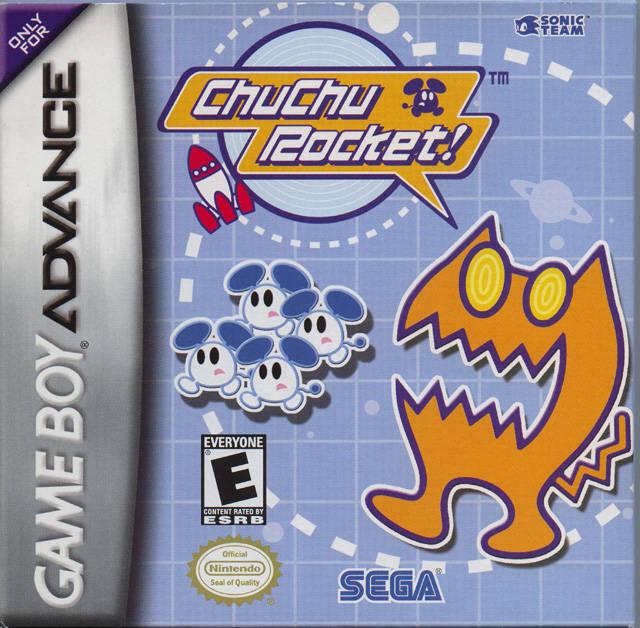 ONLY
FOR
GAME BOY ADVANCE
SONIC
TEAM
ChuChu
Rocket!™
EVERYONE
E
CONTENT RATED BY
ESRB
Official
Nintendo
Seal of Quality
SEGA®